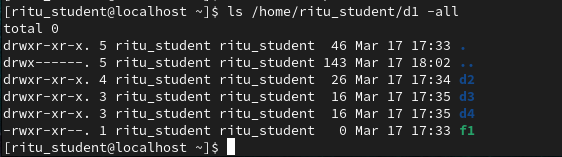 [ritu_student@localhost ~]$ ls /home/ritu_student/d1 -all
total 0
drwxr-xr-x. 5 ritu_student ritu_student  46 Mar 17 17:33 .
drwx------. 5 ritu_student ritu_student 143 Mar 17 18:02 ..
drwxr-xr-x. 4 ritu_student ritu_student  26 Mar 17 17:34 d2
drwxr-xr-x. 3 ritu_student ritu_student  16 Mar 17 17:35 d3
drwxr-xr-x. 3 ritu_student ritu_student  16 Mar 17 17:35 d4
-rwxr-xr--. 1 ritu_student ritu_student   0 Mar 17 17:33 f1
[ritu_student@localhost ~]$